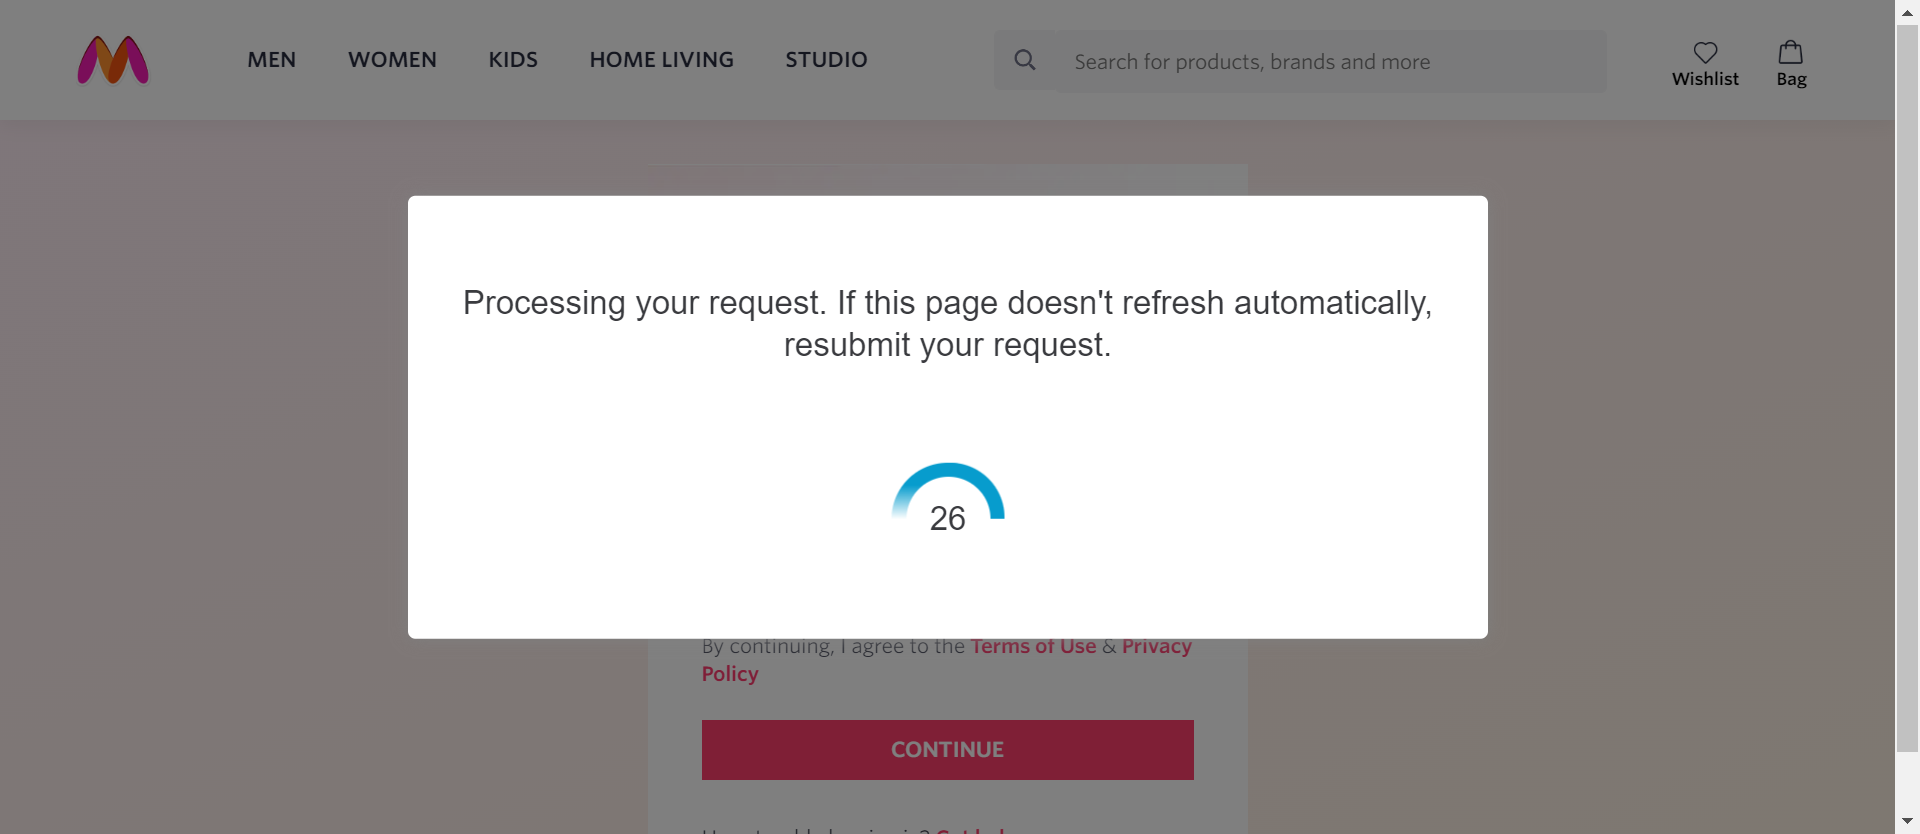 MEN WOMEN KIDS HOME LIVING STUDIO Search for products, brands and more Wishlist Bag
Processing your request. If this page doesn't refresh automatically,
resubmit your request.
26
By continuing, I agree to the Terms of Use & Privacy
Policy
CONTINUE